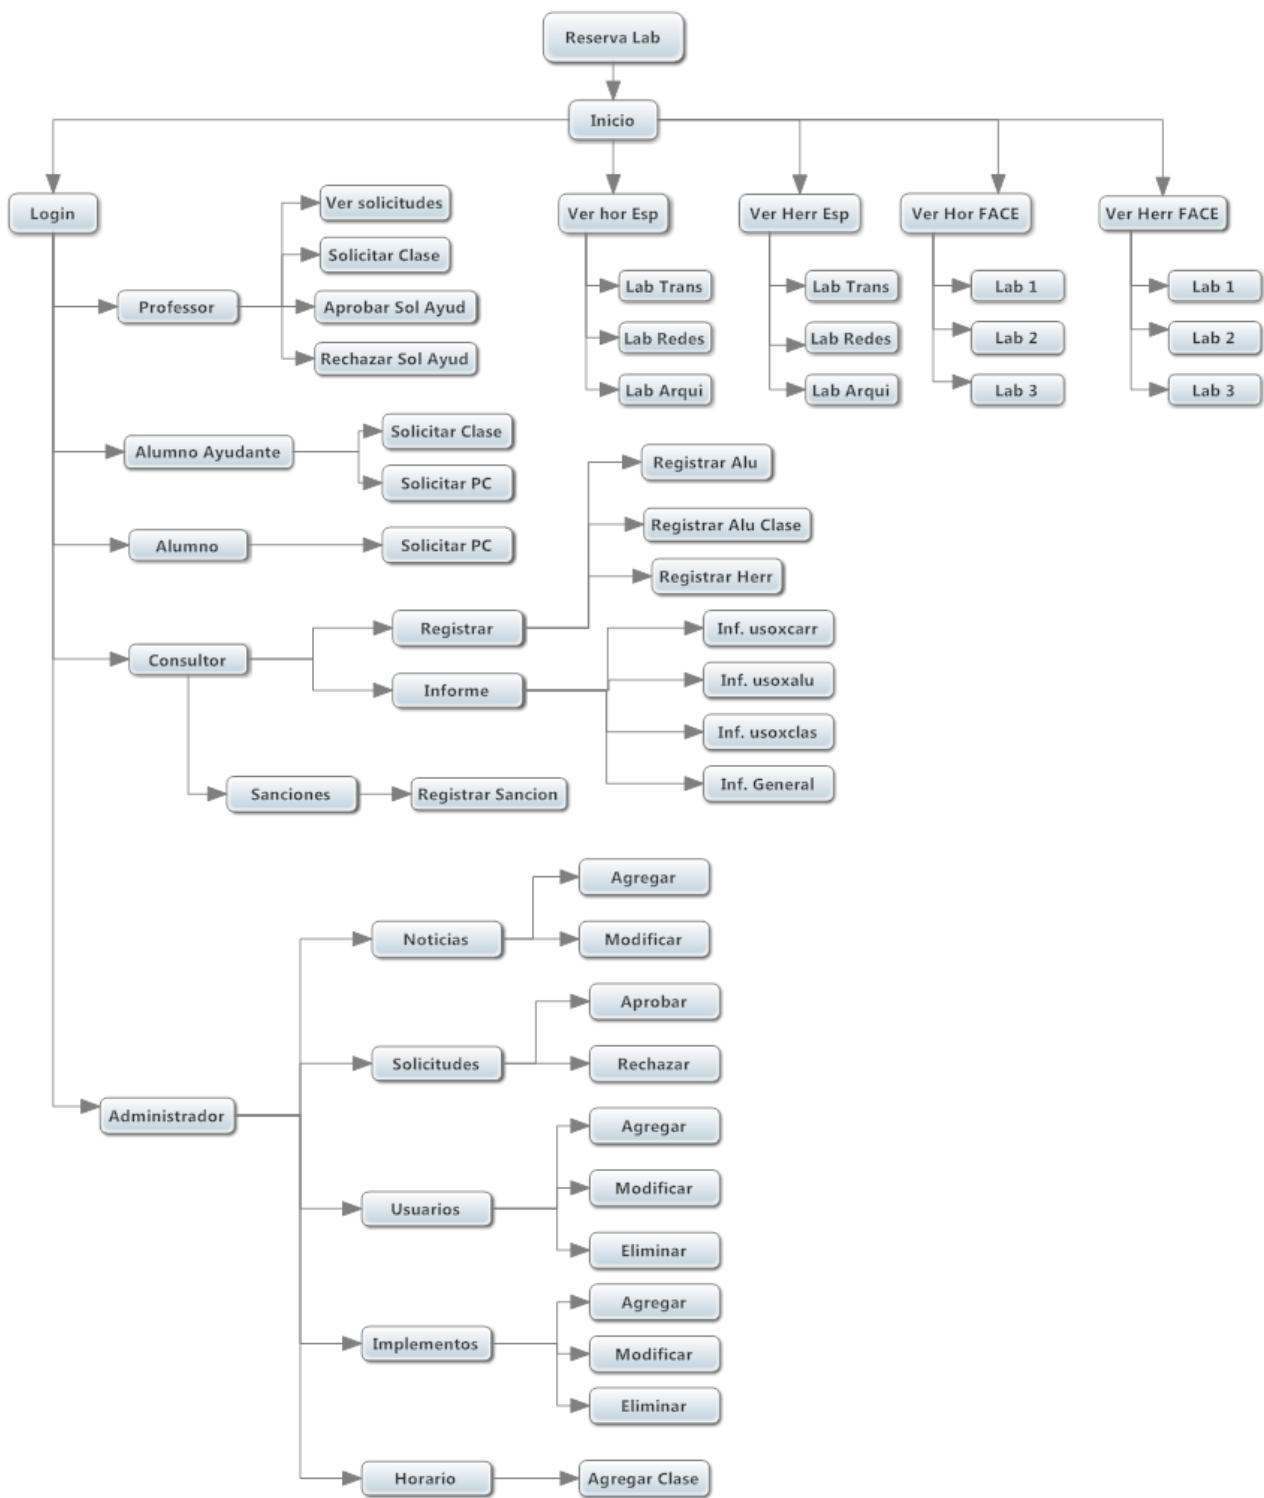 Reserva Lab
Inicio
Login
Ver hor Esp
Ver Herr Esp
Ver Hor FACE
Ver Herr FACE
Ver solicitudes
Solicitar Clase
Professor
Aprobar Sol Ayud
Rechazar Sol Ayud
Lab Trans
Lab Redes
Lab Arqui
Lab Trans
Lab Redes
Lab Arqui
Lab 1
Lab 2
Lab 3
Lab 1
Lab 2
Lab 3
Alumno Ayudante
Solicitar Clase
Solicitar PC
Alumno
Solicitar PC
Consultor
Registrar
Registrar Alu
Registrar Alu Clase
Registrar Herr
Informe
Inf. usoxcarr
Inf. usoxalu
Inf. usoxclas
Inf. General
Sanciones
Registrar Sancion
Administrador
Noticias
Agregar
Modificar
Solicitudes
Aprobar
Rechazar
Usuarios
Agregar
Modificar
Eliminar
Implementos
Agregar
Modificar
Eliminar
Horario
Agregar Clase